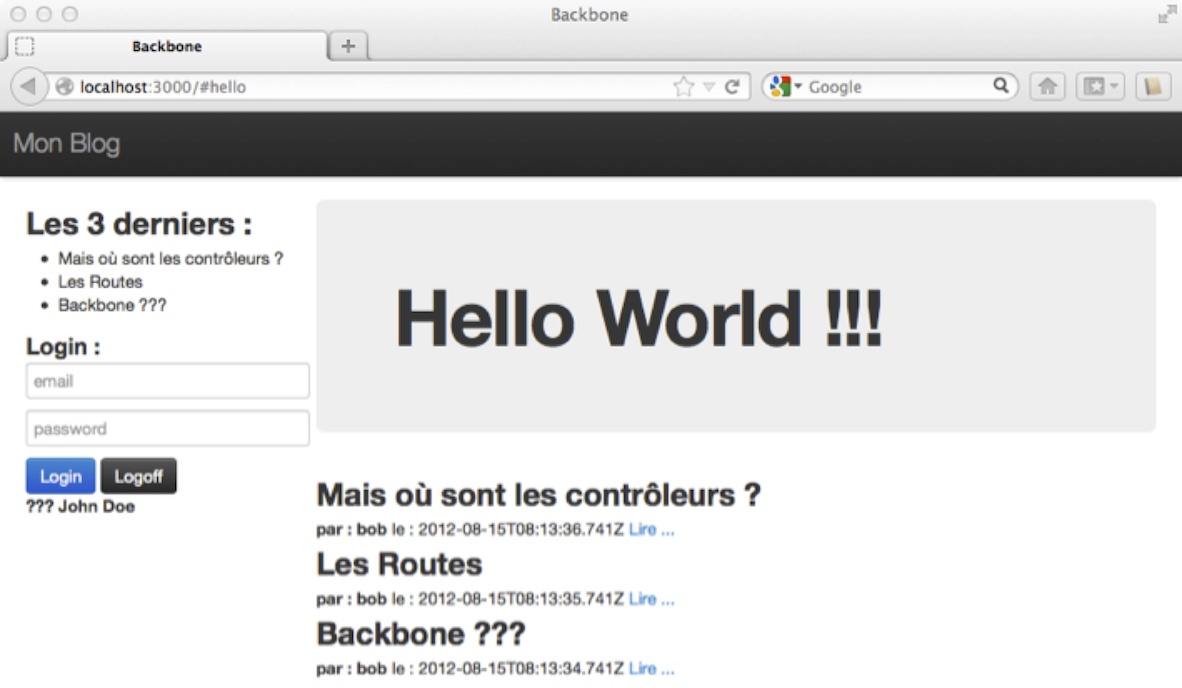 Backbone
Backbone
localhost:3000/#hello
Google
Mon Blog
Les 3 derniers :
Mais où sont les contrôleurs ?
Les Routes
Backbone ???
Login :
email
password
Login Logoff
??? John Doe
Hello World !!!
Mais où sont les contrôleurs ?
par : bob le : 2012-08-15T08:13:36.741Z Lire ...
Les Routes
par : bob le : 2012-08-15T08:13:35.741Z Lire ...
Backbone ???
par : bob le : 2012-08-15T08:13:34.741Z Lire ...